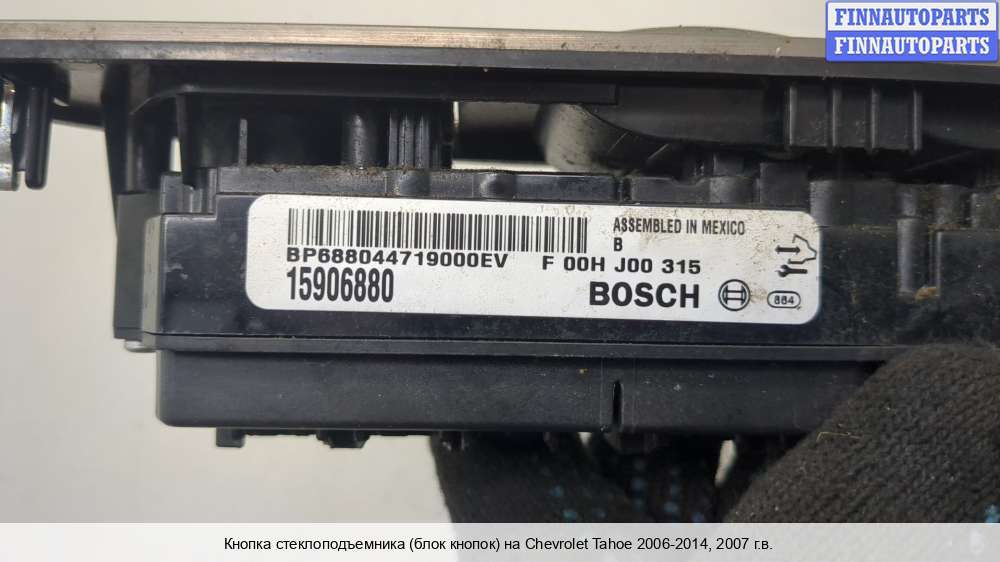 FINNAUTOPARTS
FINNAUTOPARTS
ASSEMBLED IN MEXICO
B
BP688044719000EV F 00H J00 315
15906880 BOSCH 884
Кнопка стеклоподъемника (блок кнопок) на Chevrolet Tahoe 2006-2014, 2007 г.в.